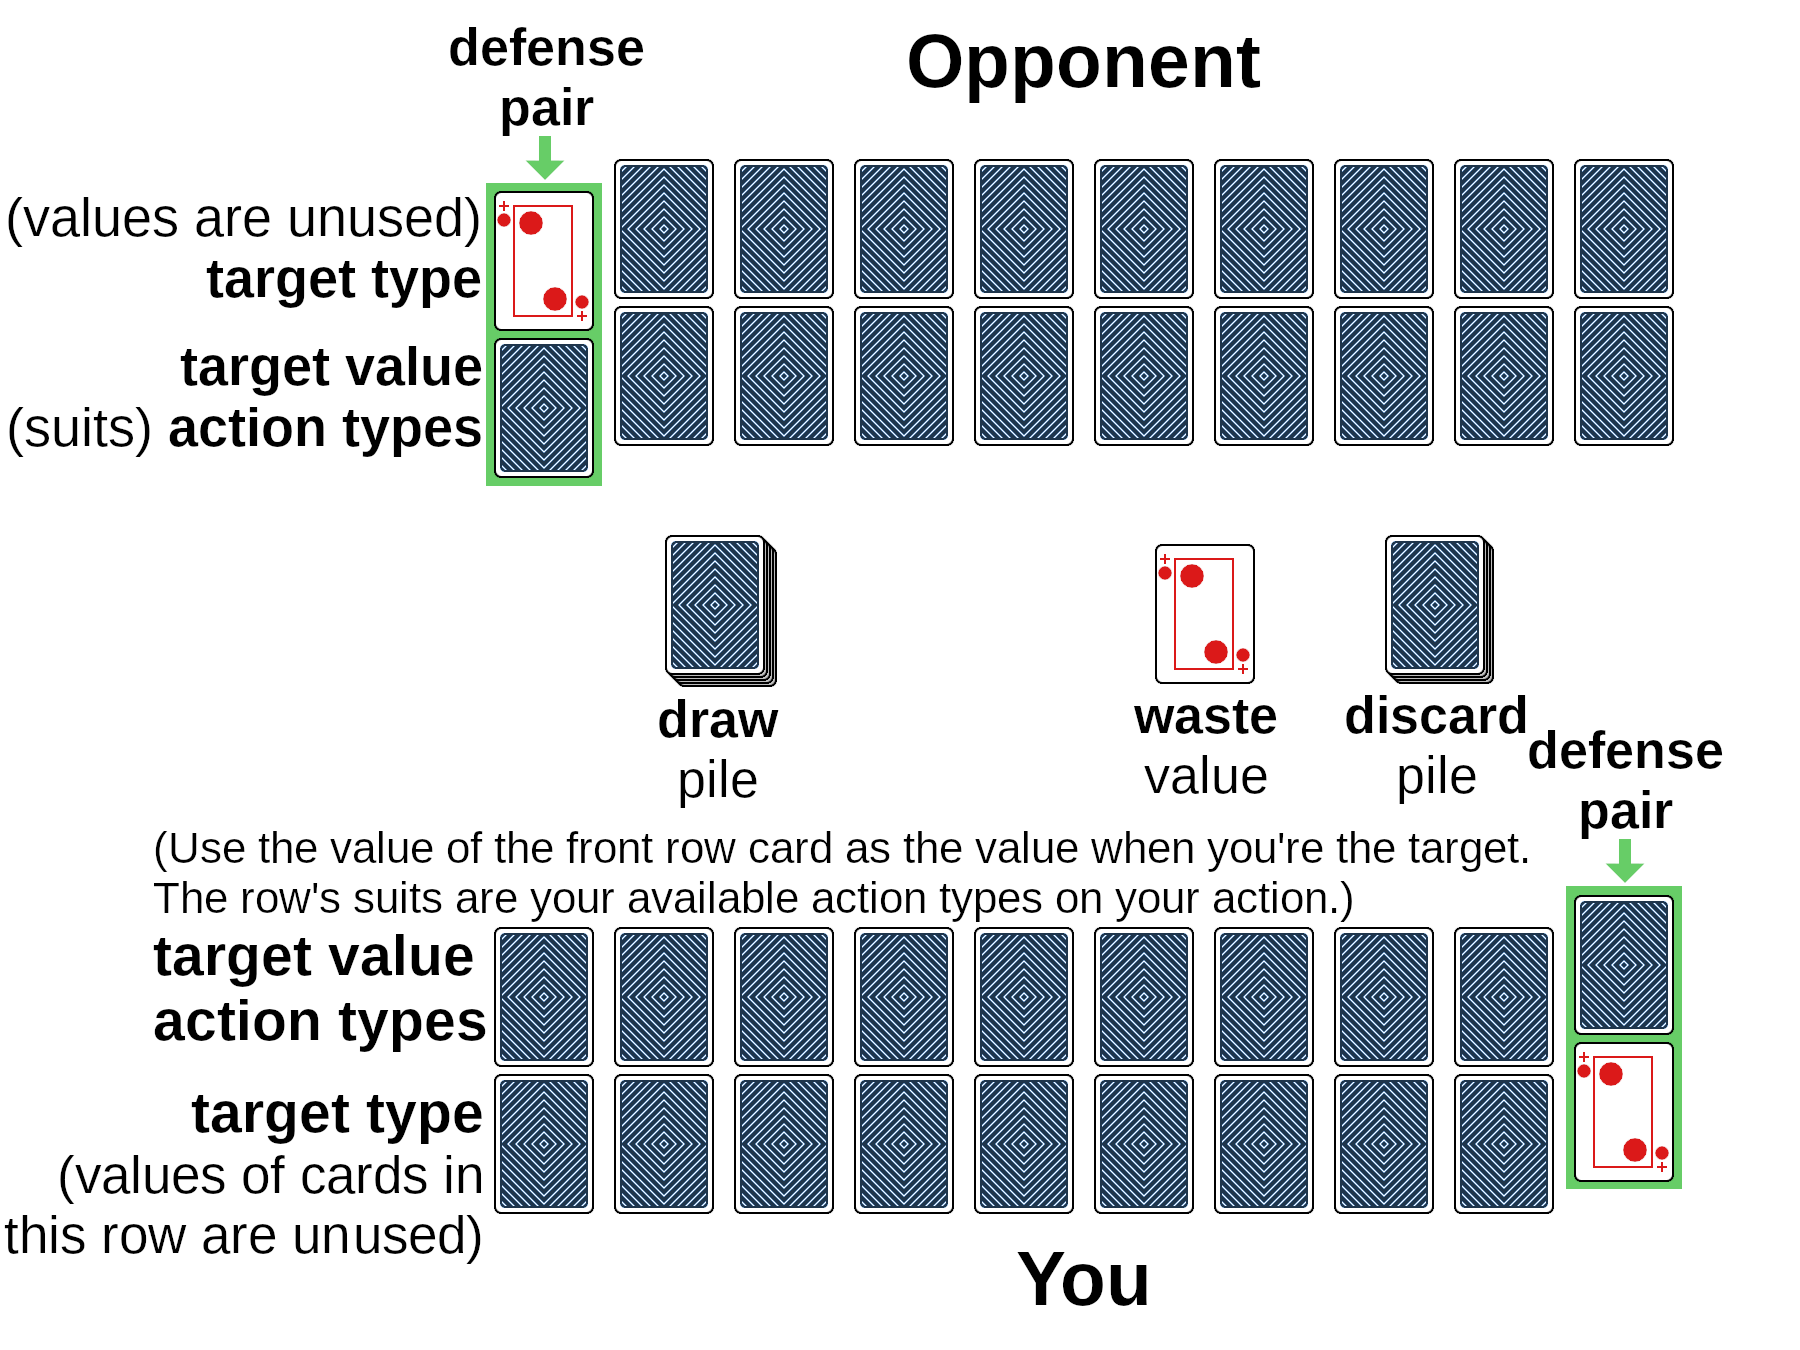 defense
pair
Opponent
(values are unused)
target type
target value
(suits) action types
draw
pile
waste
value
discard
pile
defense
pair
(Use the value of the front row card as the value when you're the target.
The row's suits are your available action types on your action.)
target value
action types
target type
(values of cards in
this row are unused)
You